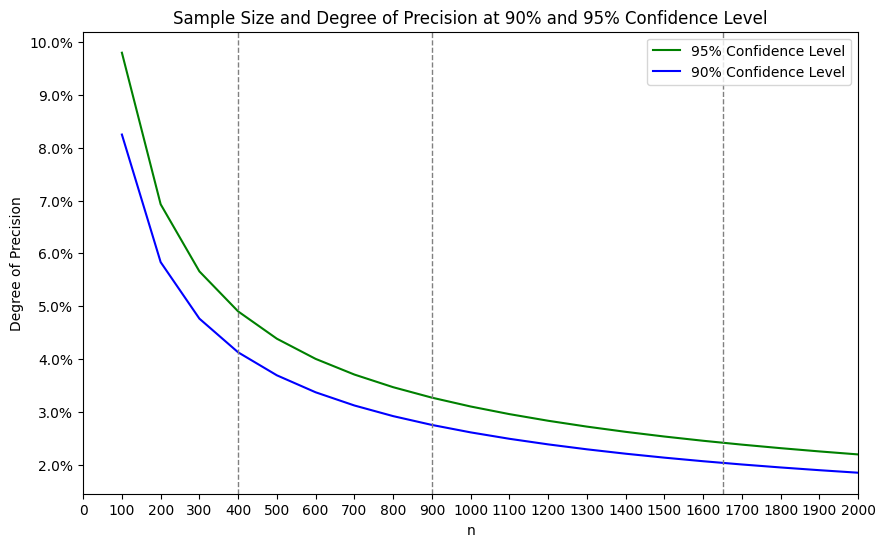 Sample Size and Degree of Precision at 90% and 95% Confidence Level
95% Confidence Level
90% Confidence Level
Degree of Precision
10.0%
9.0%
8.0%
7.0%
6.0%
5.0%
4.0%
3.0%
2.0%
0 100 200 300 400 500 600 700 800 900 1000 1100 1200 1300 1400 1500 1600 1700 1800 1900 2000
n